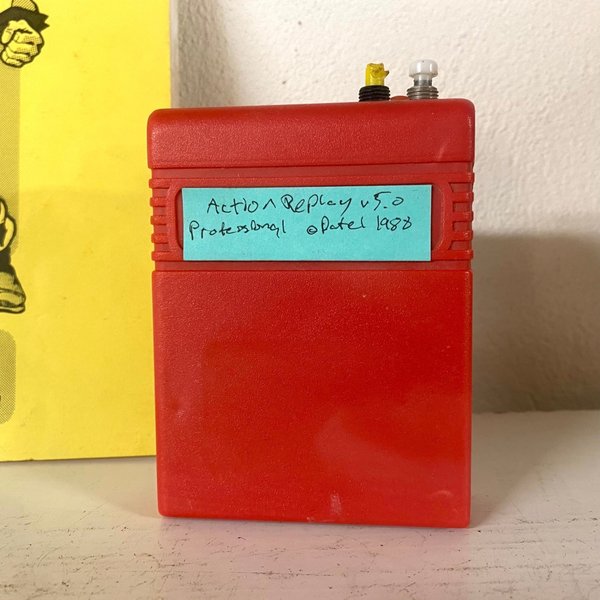 Action Replay v5.0
Professional ©Datel 1988